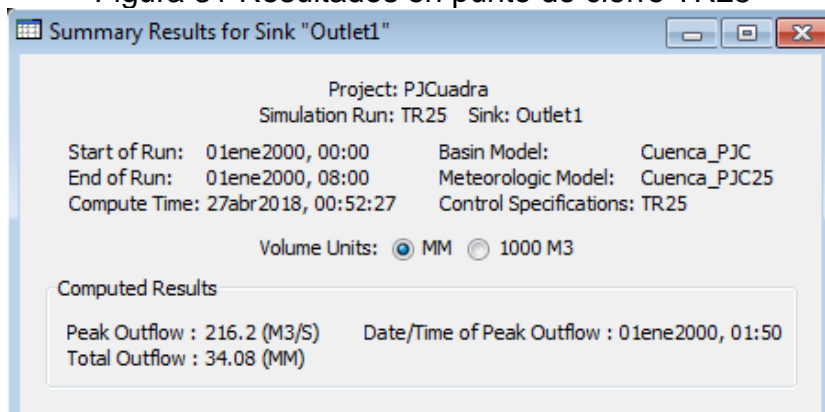 Summary Results for Sink "Outlet1"
Project: PJCuadra
Simulation Run: TR25 Sink: Outlet1
Start of Run: 01ene2000, 00:00 Basin Model: Cuenca_PJC
End of Run: 01ene2000, 08:00 Meteorologic Model: Cuenca_PJC25
Compute Time: 27abr2018, 00:52:27 Control Specifications: TR25
Volume Units: MM 1000 M3
Computed Results
Peak Outflow : 216.2 (M3/S) Date/Time of Peak Outflow : 01ene2000, 01:50
Total Outflow : 34.08 (MM)